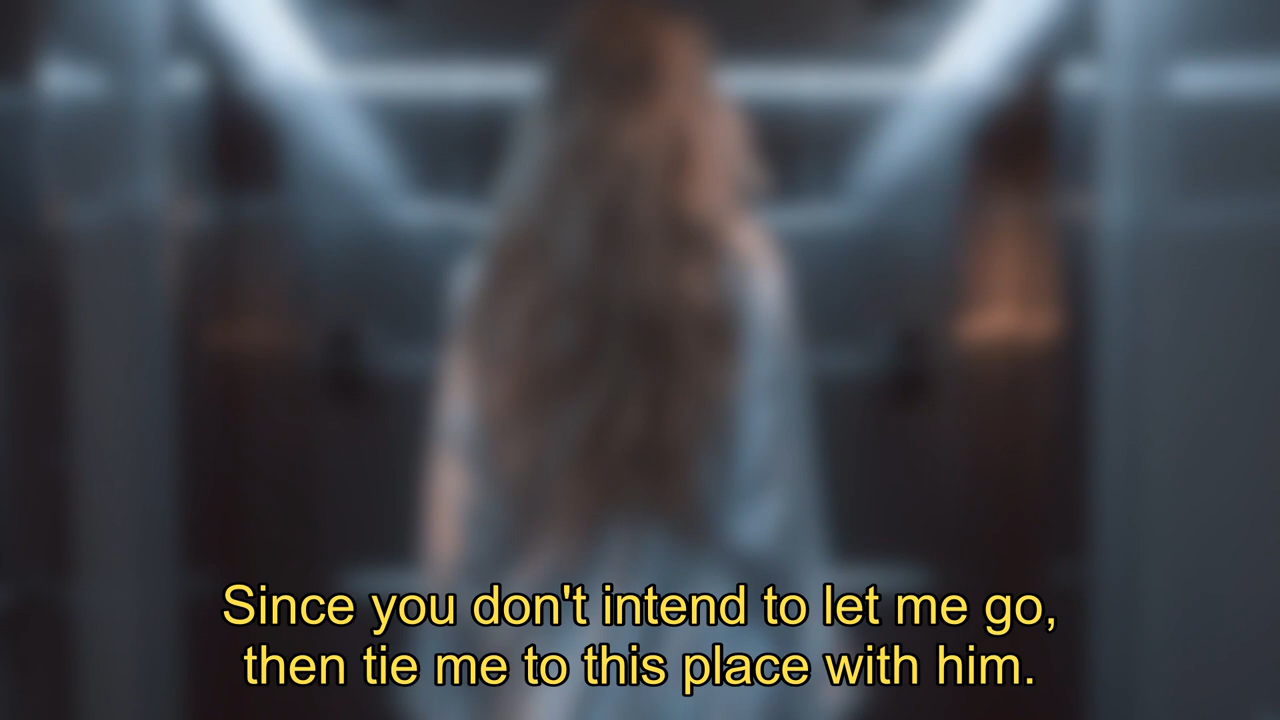 Since you don't intend to let me go,
then tie me to this place with him.